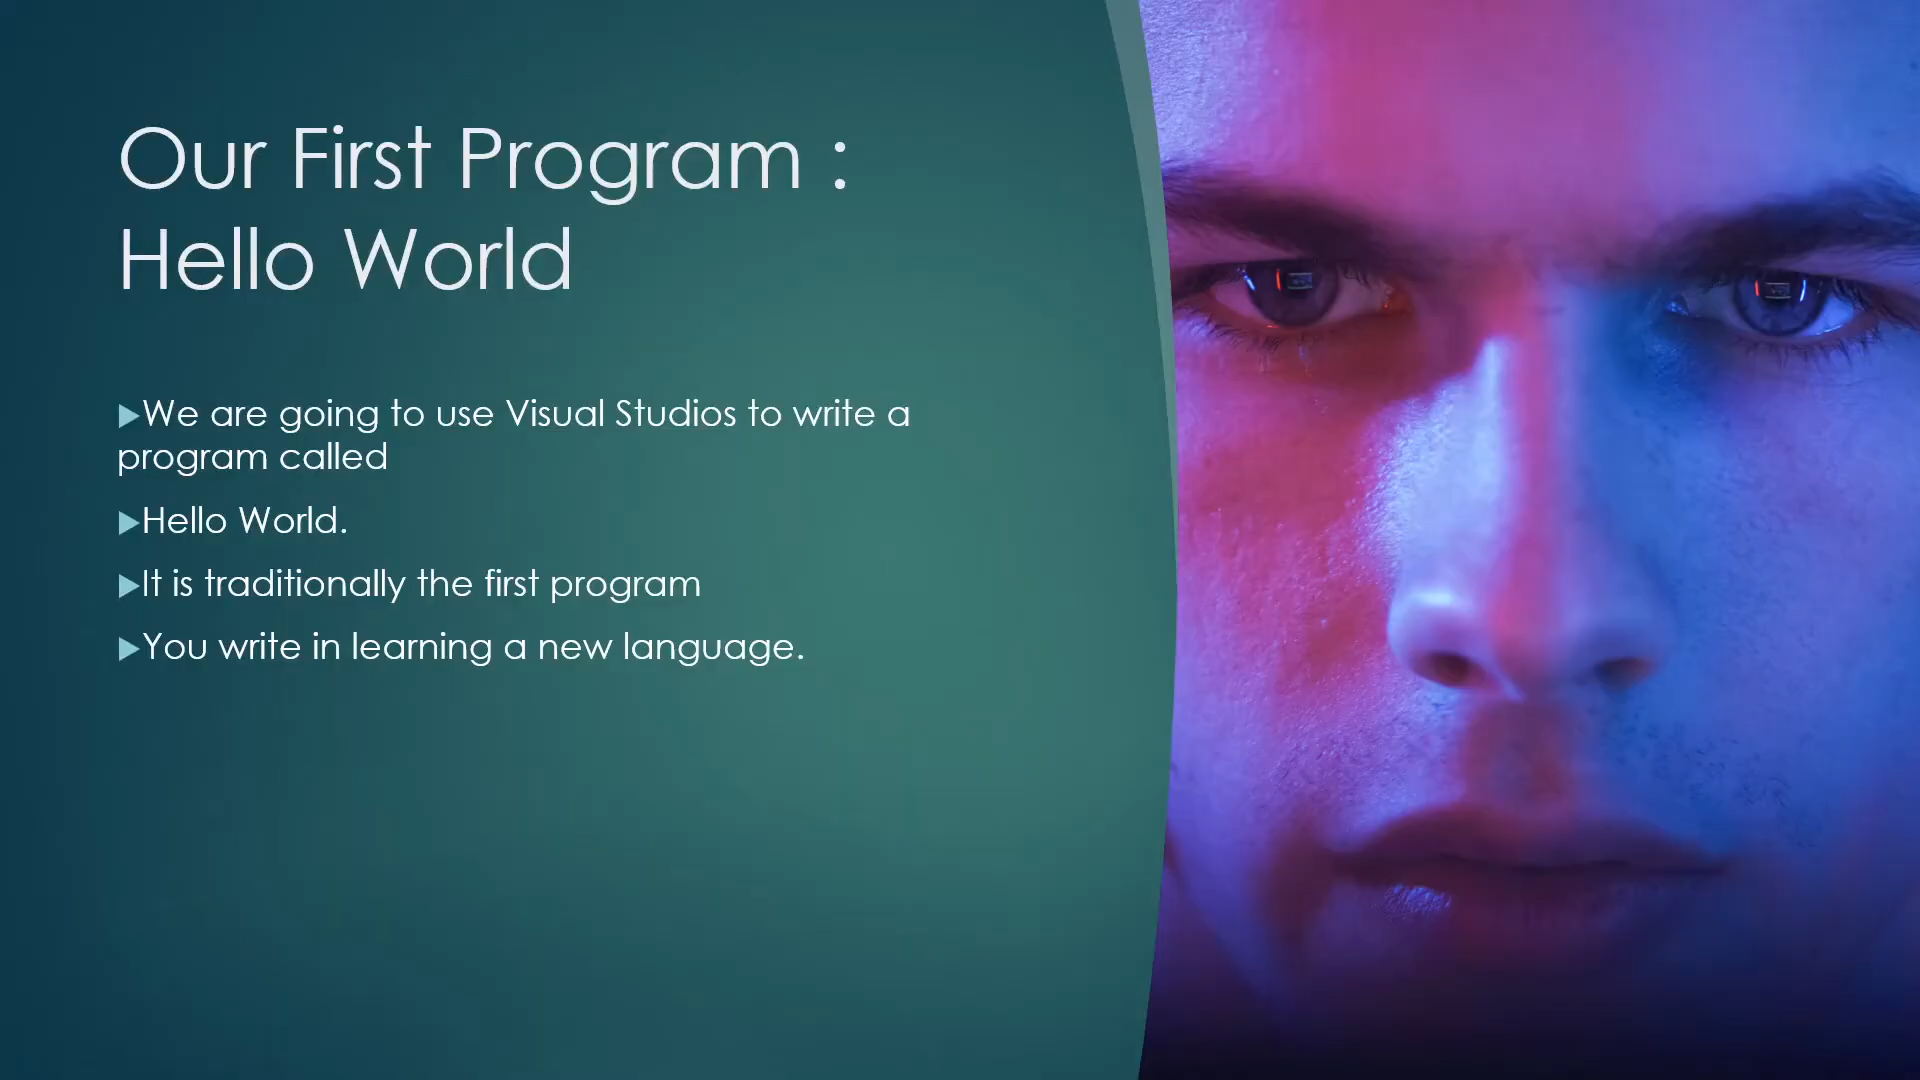 Our First Program :
Hello World
▶We are going to use Visual Studios to write a
program called
▶Hello World.
▶It is traditionally the first program
▶You write in learning a new language.